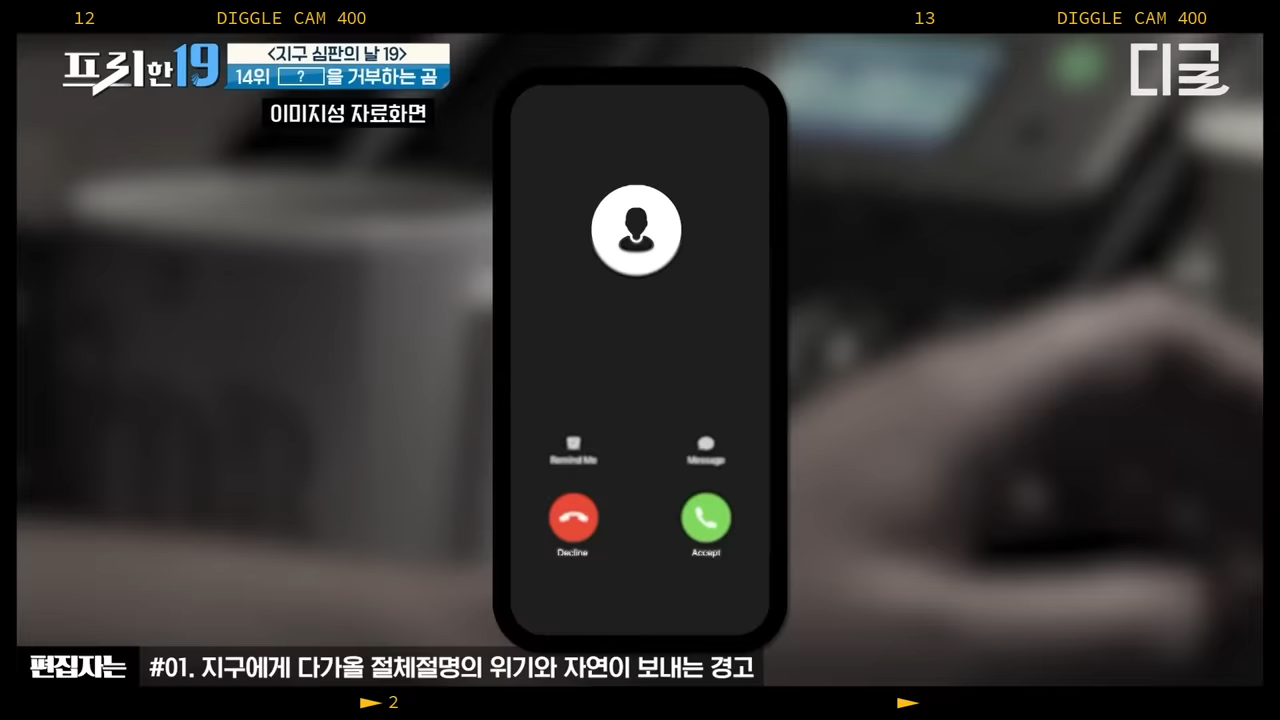 12 DIGGLE CAM 400 13 DIGGLE CAM 400
프리한19
<지구 심판의 날 19>
14위 ?을 거부하는 곰
이미지성 자료화면
디글
Remind Me Message
Decline Accept
편집자는 #01. 지구에게 다가올 절체절명의 위기와 자연이 보내는 경고
2